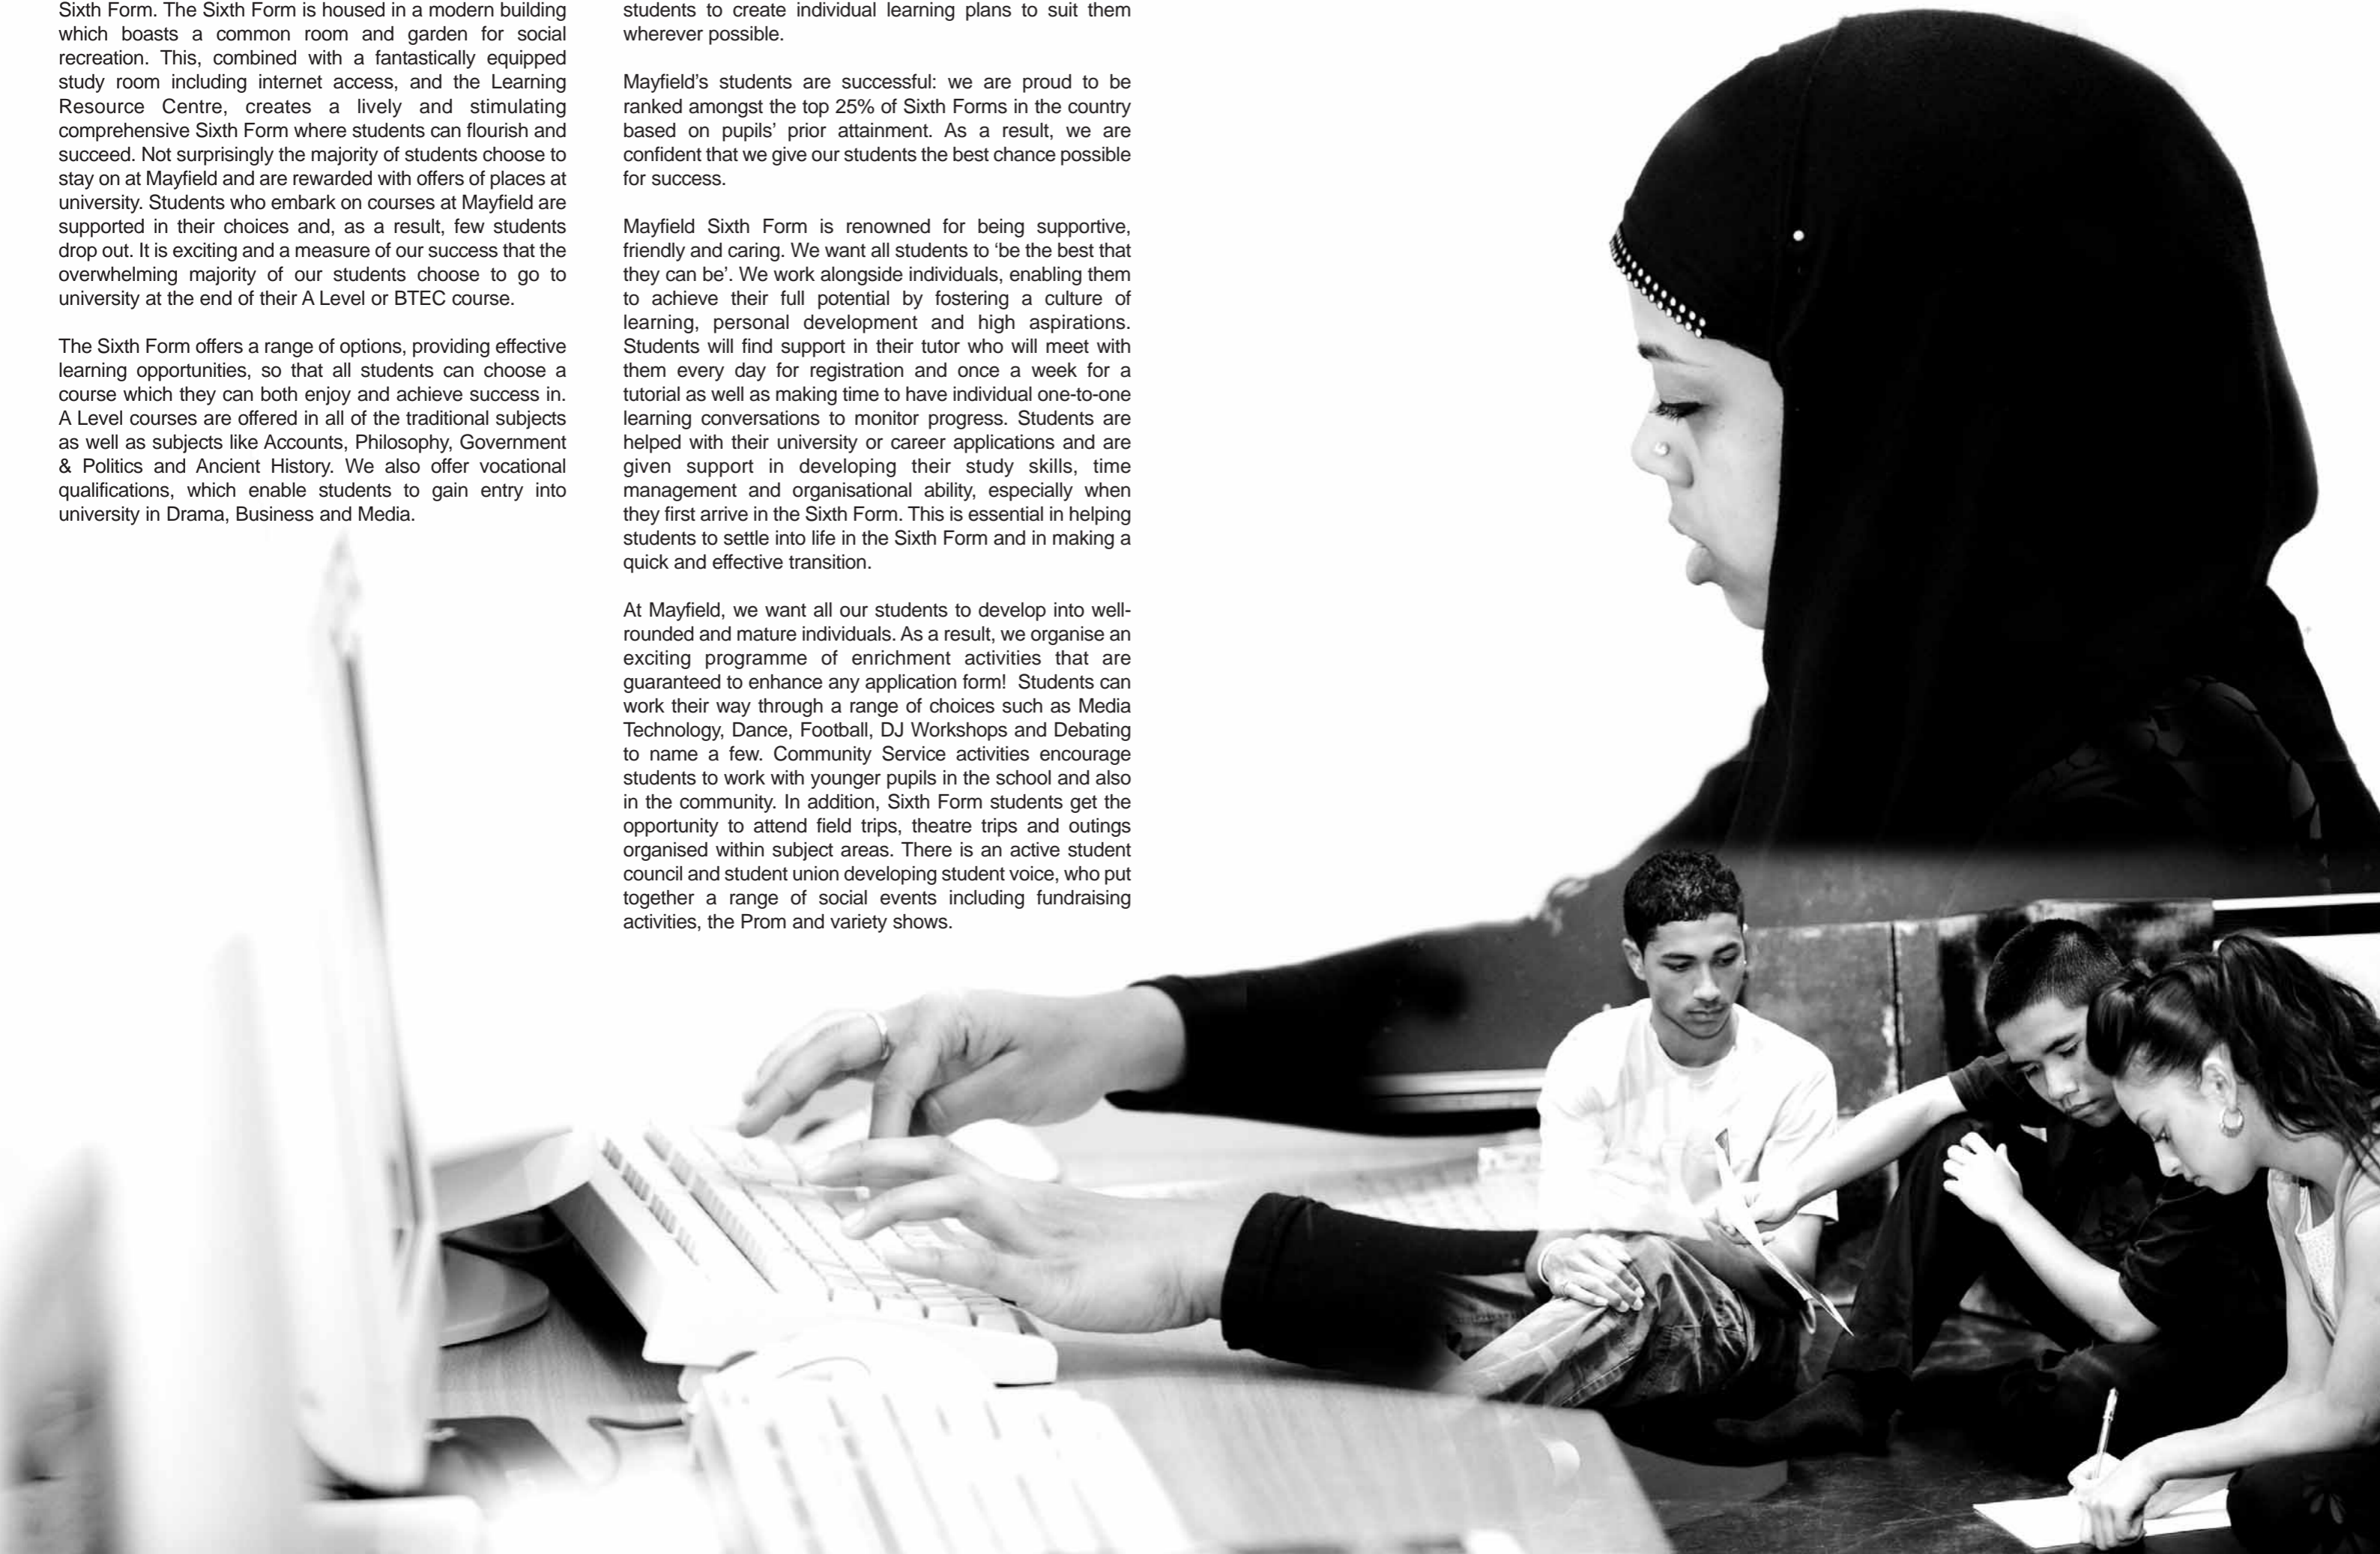 Sixth Form. The Sixth Form is housed in a modern building
which boasts a common room and garden for social
recreation. This, combined with a fantastically equipped
study room including internet access, and the Learning
Resource Centre, creates a lively and stimulating
comprehensive Sixth Form where students can flourish and
succeed. Not surprisingly the majority of students choose to
stay on at Mayfield and are rewarded with offers of places at
university. Students who embark on courses at Mayfield are
supported in their choices and, as a result, few students
drop out. It is exciting and a measure of our success that the
overwhelming majority of our students choose to go to
university at the end of their A Level or BTEC course.
The Sixth Form offers a range of options, providing effective
learning opportunities, so that all students can choose a
course which they can both enjoy and achieve success in.
A Level courses are offered in all of the traditional subjects
as well as subjects like Accounts, Philosophy, Government
& Politics and Ancient History. We also offer vocational
qualifications, which enable students to gain entry into
university in Drama, Business and Media.
students to create individual learning plans to suit them
wherever possible.
Mayfield's students are successful: we are proud to be
ranked amongst the top 25% of Sixth Forms in the country
based on pupils' prior attainment. As a result, we are
confident that we give our students the best chance possible
for success.
Mayfield Sixth Form is renowned for being supportive,
friendly and caring. We want all students to ‘be the best that
they can be’. We work alongside individuals, enabling them
to achieve their full potential by fostering a culture of
learning, personal development and high aspirations.
Students will find support in their tutor who will meet with
them every day for registration and once a week for a
tutorial as well as making time to have individual one-to-one
learning conversations to monitor progress. Students are
helped with their university or career applications and are
given support in developing their study skills, time
management and organisational ability, especially when
they first arrive in the Sixth Form. This is essential in helping
students to settle into life in the Sixth Form and in making a
quick and effective transition.
At Mayfield, we want all our students to develop into well-
rounded and mature individuals. As a result, we organise an
exciting programme of enrichment activities that are
guaranteed to enhance any application form! Students can
work their way through a range of choices such as Media
Technology, Dance, Football, DJ Workshops and Debating
to name a few. Community Service activities encourage
students to work with younger pupils in the school and also
in the community. In addition, Sixth Form students get the
opportunity to attend field trips, theatre trips and outings
organised within subject areas. There is an active student
council and student union developing student voice, who put
together a range of social events including fundraising
activities, the Prom and variety shows.